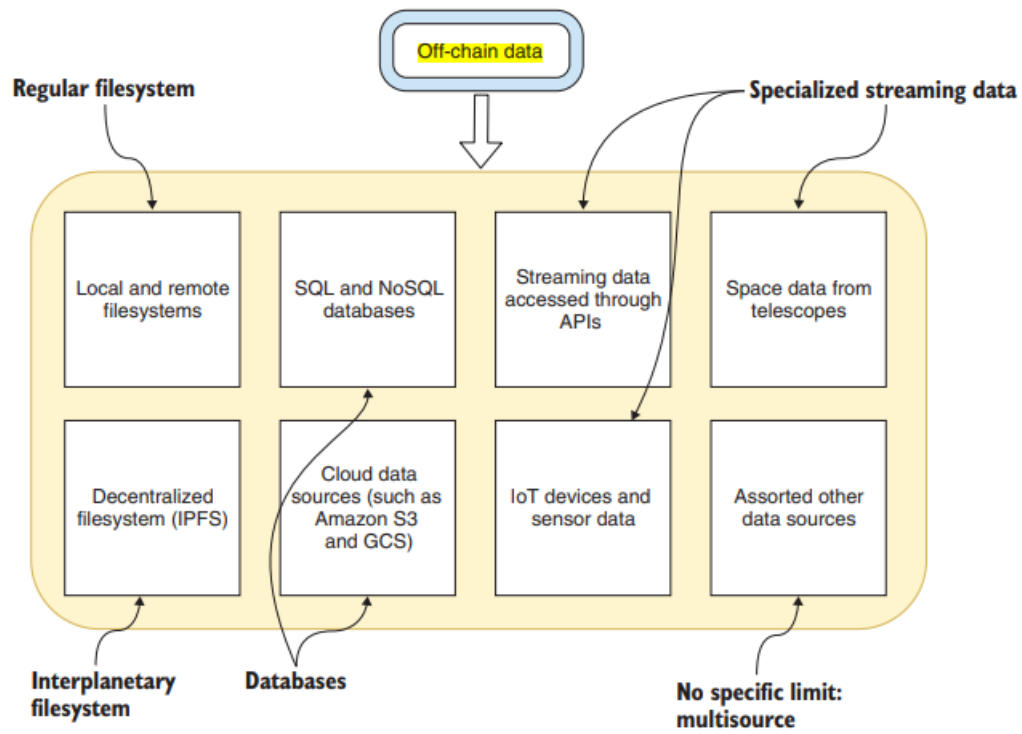 Off-chain data
Regular filesystem
Specialized streaming data
Local and remote
filesystems
SQL and NoSQL
databases
Streaming data
accessed through
APIs
Space data from
telescopes
Decentralized
filesystem (IPFS)
Cloud data
sources (such as
Amazon S3
and GCS)
IoT devices and
sensor data
Assorted other
data sources
Interplanetary
filesystem
Databases
No specific limit:
multisource